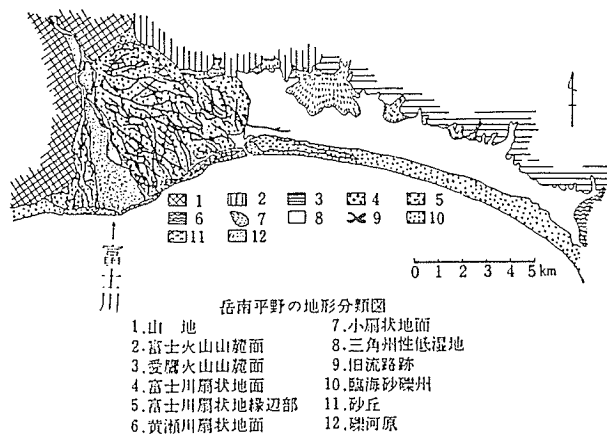 1 2 3 4 5
6 7 8 9 10
11 12
0 1 2 3 4 5 km
富士川
岳南平野の地形分類図
1.山 地
2.富士火山山麓面
3.愛鷹火山山麓面
4.富士川扇状地面
5.富士川扇状地縁辺部
6.黄瀬川扇状地面
7.小扇状地面
8.三角州性低湿地
9.旧流路跡
10.臨海砂礫州
11.砂丘
12.礫河原